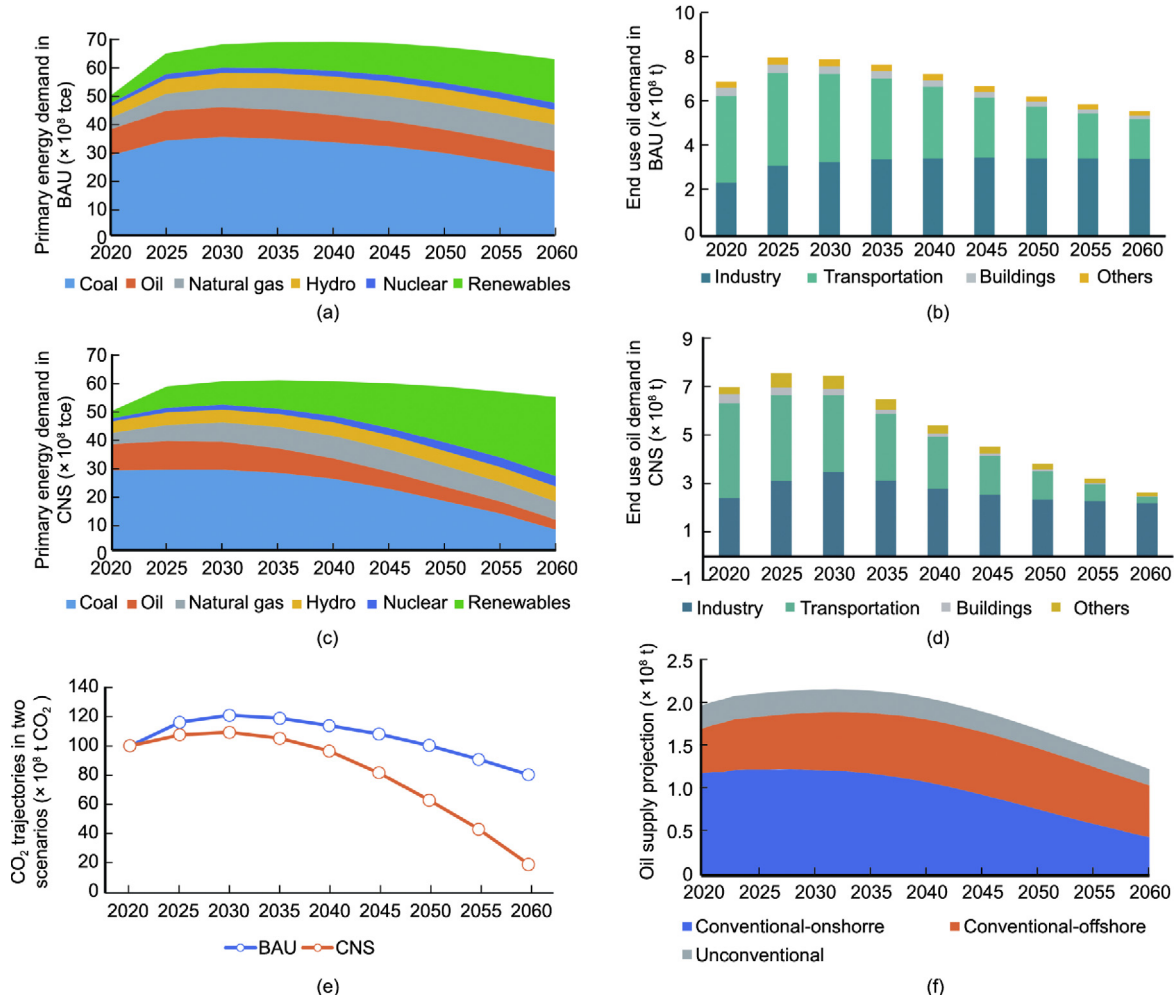 Primary energy demand in
BAU (× 10⁸ tce)
70
60
50
40
30
20
10
0
2020 2025 2030 2035 2040 2045 2050 2055 2060
Coal Oil Natural gas Hydro Nuclear Renewables
(a)
End use oil demand in
BAU (× 10⁸ t)
10
8
6
4
2
0
2020 2025 2030 2035 2040 2045 2050 2055 2060
Industry Transportation Buildings Others
(b)
Primary energy demand in
CNS (× 10⁸ tce)
70
60
50
40
30
20
10
0
2020 2025 2030 2035 2040 2045 2050 2055 2060
Coal Oil Natural gas Hydro Nuclear Renewables
(c)
End use oil demand in
CNS (× 10⁸ t)
9
7
5
3
1
–1
2020 2025 2030 2035 2040 2045 2050 2055 2060
Industry Transportation Buildings Others
(d)
CO₂ trajectories in two
scenarios (× 10⁸ t CO₂ )
140
120
100
80
60
40
20
0
2020 2025 2030 2035 2040 2045 2050 2055 2060
BAU CNS
(e)
Oil supply projection (× 10⁸ t)
2.5
2.0
1.5
1.0
0.5
0
2020 2025 2030 2035 2040 2045 2050 2055 2060
Conventional-onshorre Conventional-offshore
Unconventional
(f)